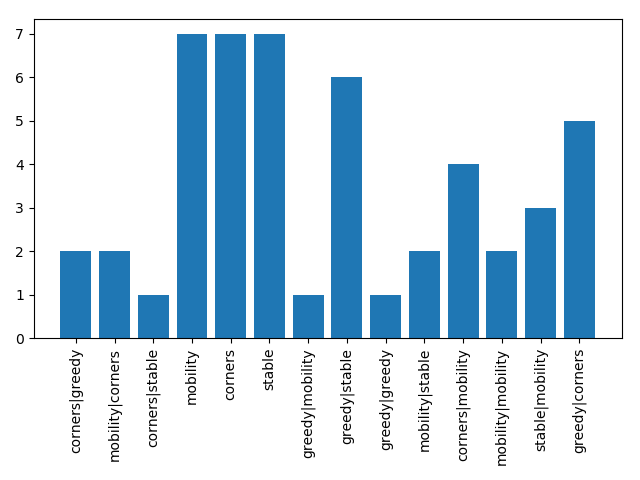 7
6
5
4
3
2
1
0
corners|greedy
mobility|corners
corners|stable
mobility
corners
stable
greedy|mobility
greedy|stable
greedy|greedy
mobility|stable
corners|mobility
mobility|mobility
stable|mobility
greedy|corners